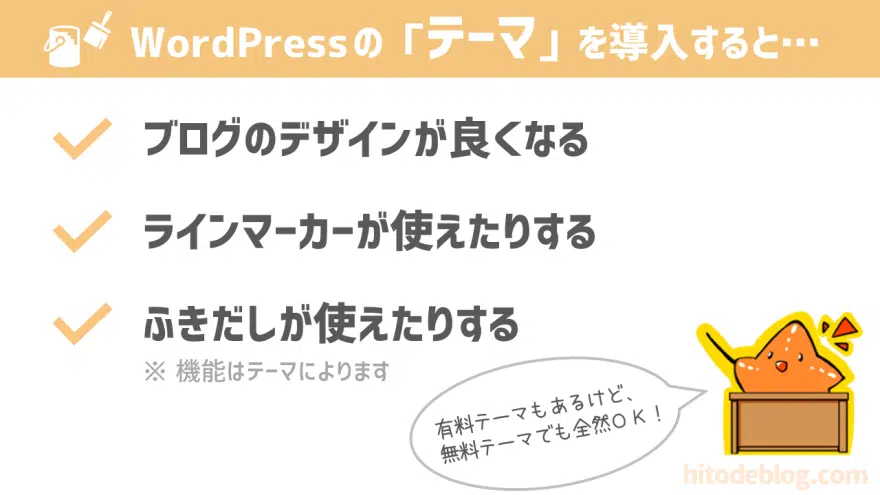 WordPressの「テーマ」を導入すると…
ブログのデザインが良くなる
ラインマーカーが使えたりする
ふきだしが使えたりする
※ 機能はテーマによります
有料テーマもあるけど、
無料テーマでも全然OK！
hitodeblog.com